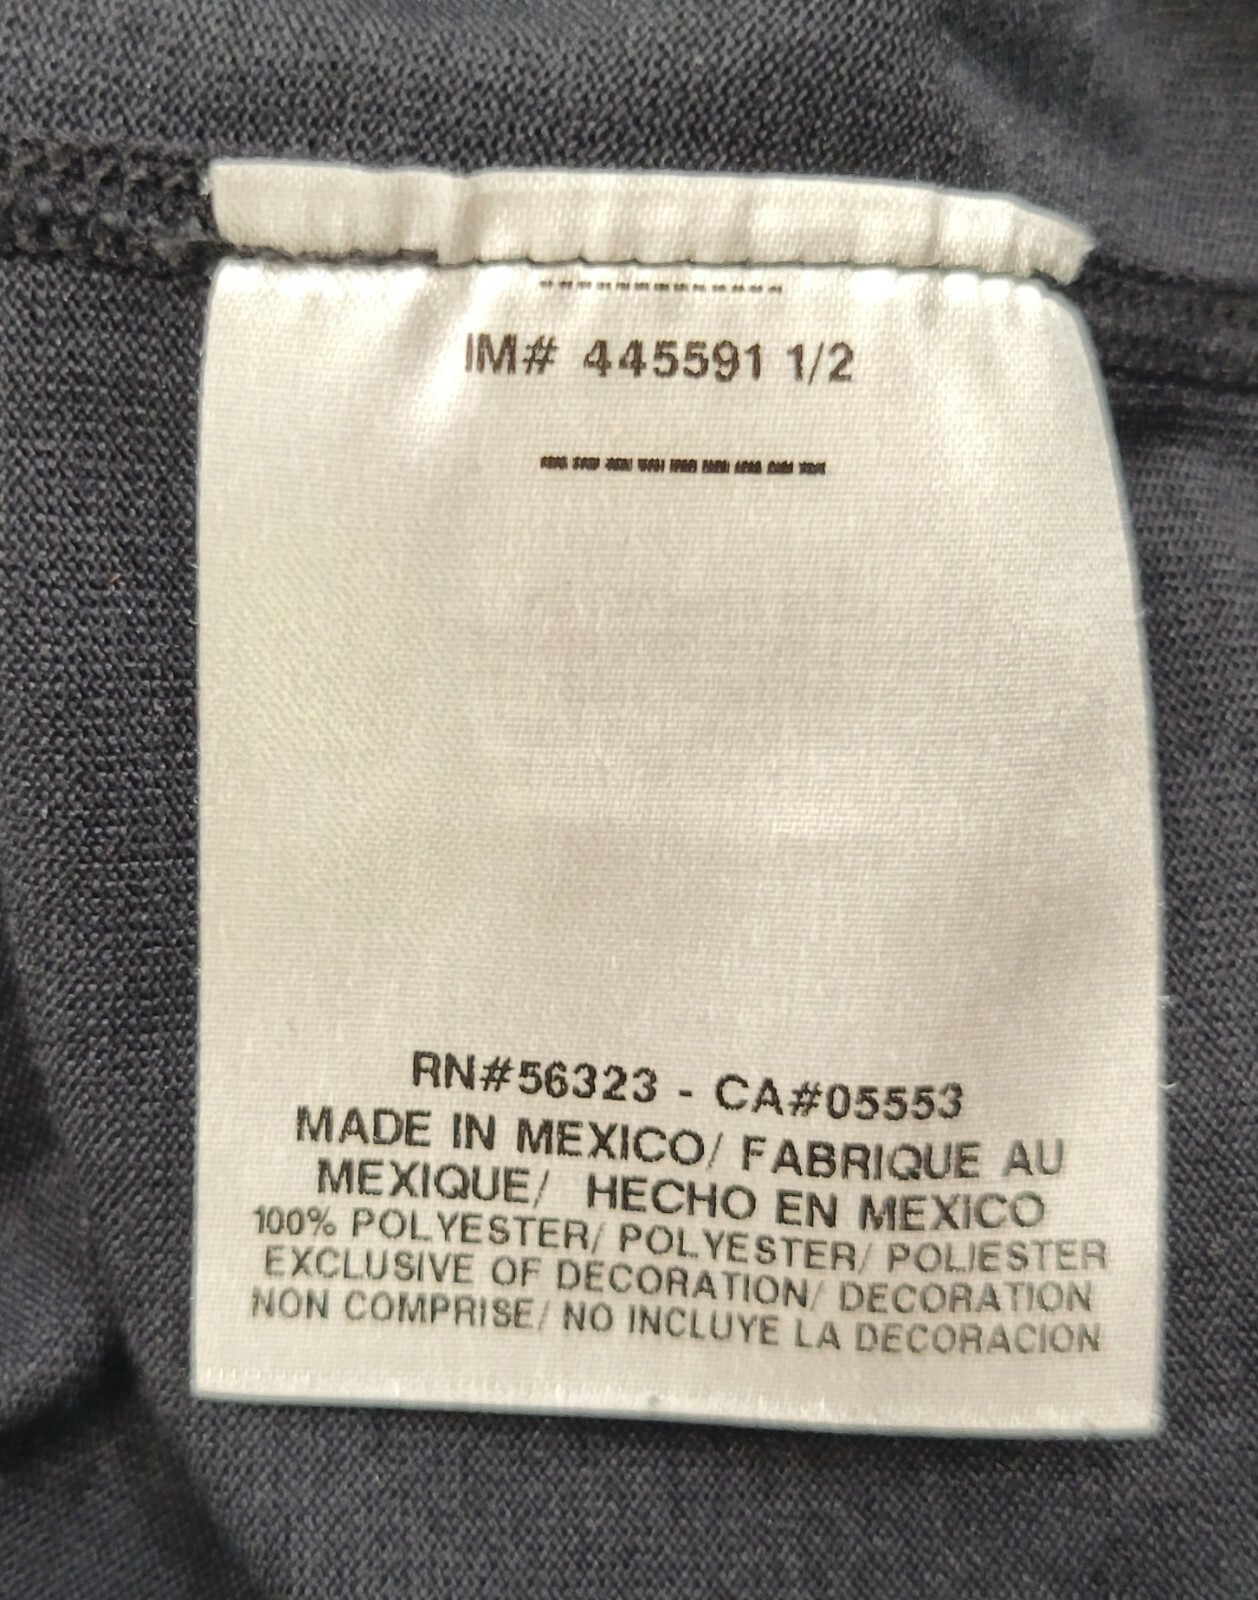 IM# 445591 1/2
RN#56323 - CA#05553
MADE IN MEXICO/ FABRIQUE AU
MEXIQUE/ HECHO EN MEXICO
100% POLYESTER/ POLYESTER/ POLIESTER
EXCLUSIVE OF DECORATION/ DECORATION
NON COMPRISE/ NO INCLUYE LA DECORACION